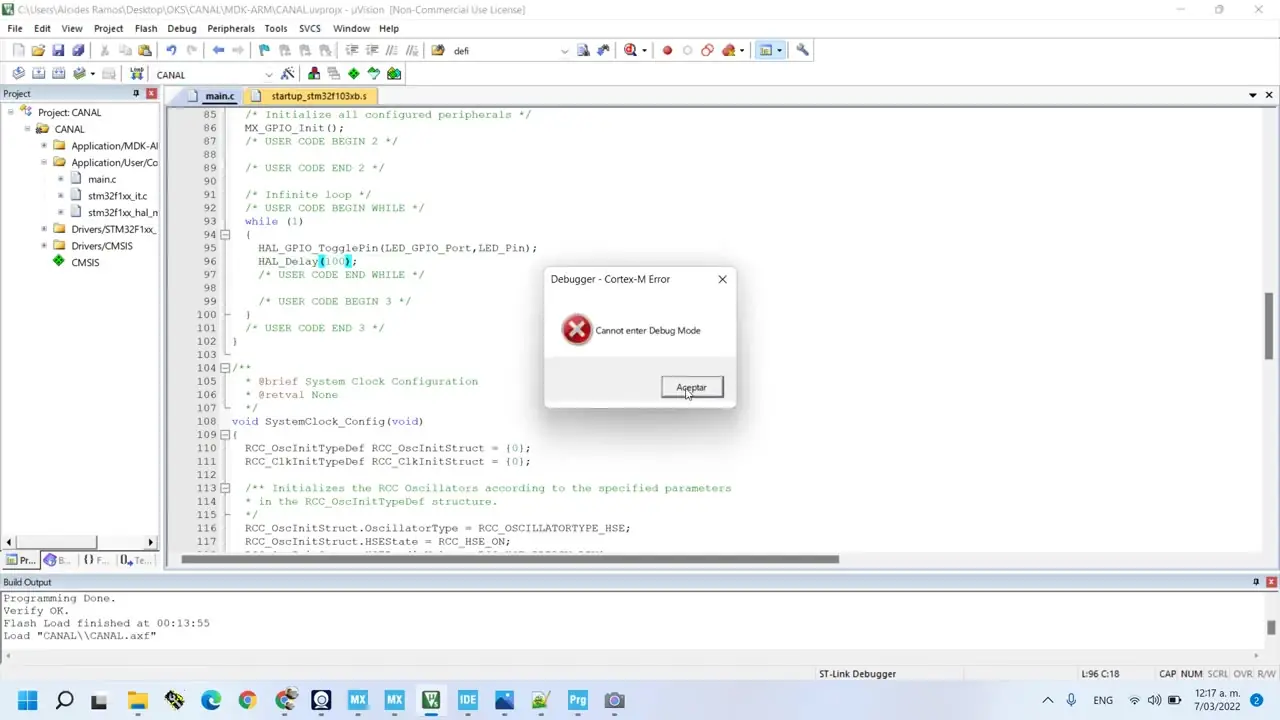 C:\Users\Alcides Ramos\Desktop\OKS\CANAL\MDK-ARM\CANAL.uvprojx - µVision [Non-Commercial Use License]
File Edit View Project Flash Debug Peripherals Tools SVCS Window Help
defi
LOAD CANAL
Project
main.c startup_stm32f103xb.s
Project: CANAL
CANAL
Application/MDK-AI
Application/User/Co
main.c
stm32f1xx_it.c
stm32f1xx_hal_m
Drivers/STM32F1x_
Drivers/CMSIS
CMSIS
85 /* Initialize all configured peripherals */
86 MX_GPIO_Init();
87 /* USER CODE BEGIN 2 */
88
89 /* USER CODE END 2 */
90
91 /* Infinite loop */
92 /* USER CODE BEGIN WHILE */
93 while (1)
94 {
95 HAL_GPIO_TogglePin(LED_GPIO_Port,LED_Pin);
96 HAL_Delay(100);
97 /* USER CODE END WHILE */
98
99 /* USER CODE BEGIN 3 */
100 }
101 /* USER CODE END 3 */
102 }
103
104 /**
105 * @brief System Clock Configuration
106 * @retval None
107 */
108 void SystemClock_Config(void)
109 {
110 RCC_OscInitTypeDef RCC_OscInitStruct = {0};
111 RCC_ClkInitTypeDef RCC_ClkInitStruct = {0};
112
113 /** Initializes the RCC Oscillators according to the specified parameters
114 * in the RCC_OscInitTypeDef structure.
115 */
116 RCC_OscInitStruct.OscillatorType = RCC_OSCILLATORTYPE_HSE;
117 RCC_OscInitStruct.HSEState = RCC_HSE_ON;
Debugger - Cortex-M Error
Cannot enter Debug Mode
Aceptar
Pr... B... {} F... Te...
Build Output
Programming Done.
Verify OK.
Flash Load finished at 00:13:55
Load "CANAL\\CANAL.axf"
ST-Link Debugger L:96 C:18 CAP NUM SCRL OVR R/W
MX MX IDE Prg ENG 12:17 a. m.
7/03/2022 2